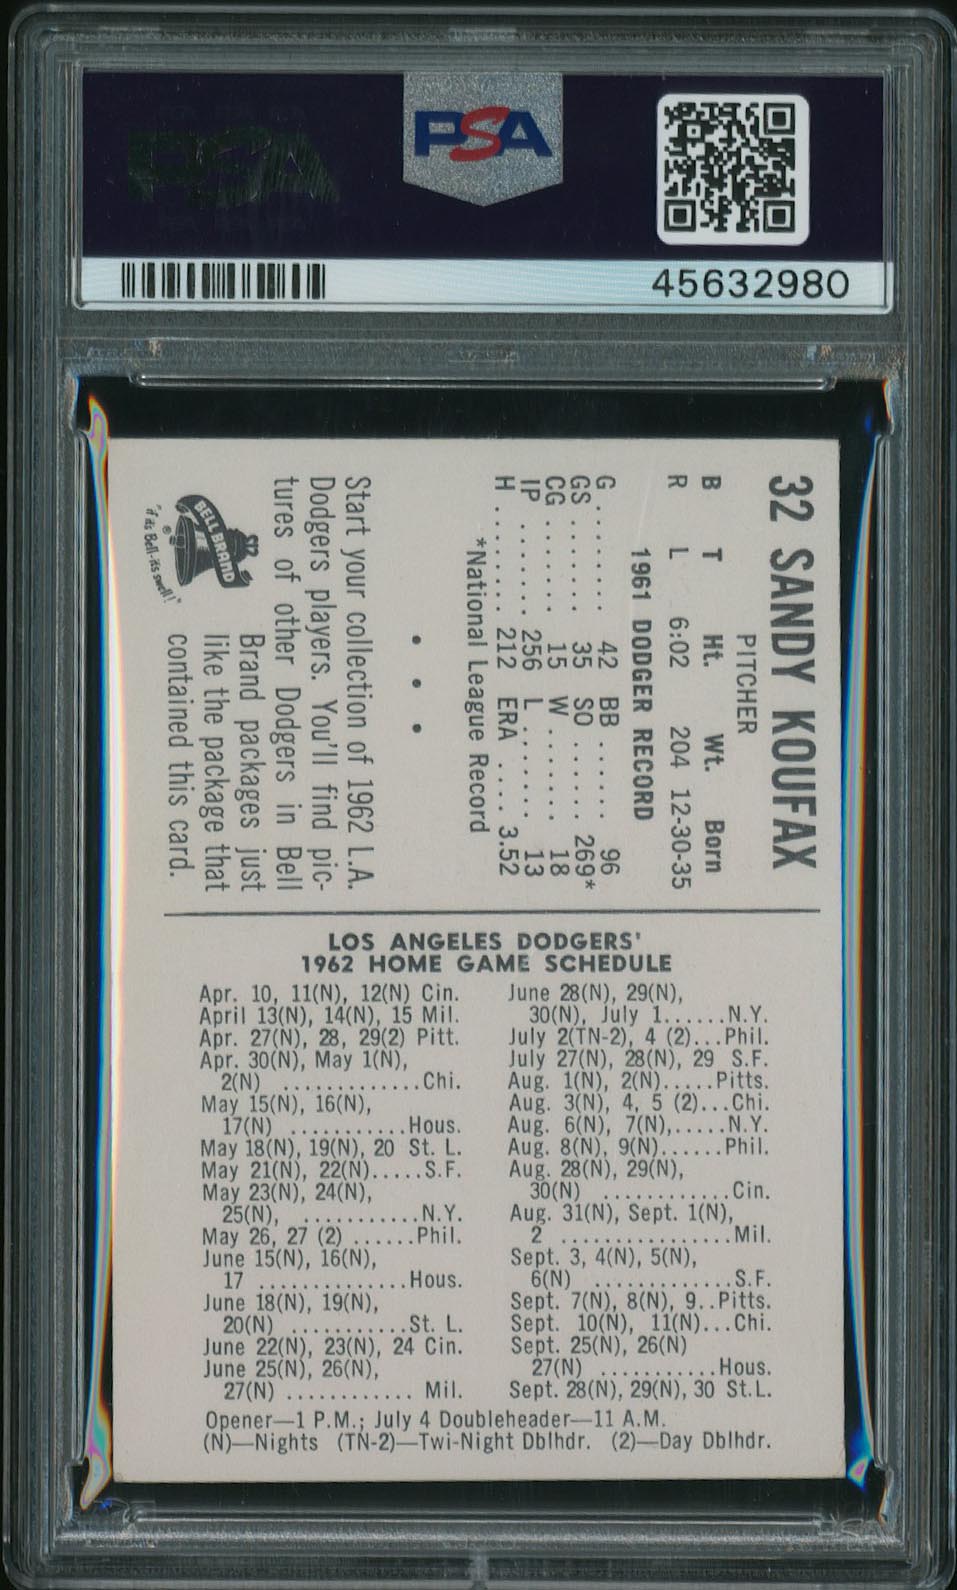 PSA
45632980
32 SANDY KOUFAX
PITCHER
B T Ht. Wt. Born
R L 6:02 204 12-30-35
1961 DODGER RECORD
G ........ 42 BB ...... 96
GS ....... 35 SO ...... 269*
CG ....... 15 W ....... 18
IP ....... 256 L ....... 13
H ........ 212 ERA .... 3.52
*National League Record
• • •
Start your collection of 1962 L.A.
Dodgers players. You'll find pic-
tures of other Dodgers in Bell
Brand packages just
like the package that
contained this card.
BELL BRAND
®
"if it's Bell-it's swell!"
LOS ANGELES DODGERS'
1962 HOME GAME SCHEDULE
Apr. 10, 11(N), 12(N) Cin.
April 13(N), 14(N), 15 Mil.
Apr. 27(N), 28, 29(2) Pitt.
Apr. 30(N), May 1(N),
2(N) .............Chi.
May 15(N), 16(N),
17(N) ...........Hous.
May 18(N), 19(N), 20 St. L.
May 21(N), 22(N).....S.F.
May 23(N), 24(N),
25(N), ...........N.Y.
May 26, 27 (2) ......Phil.
June 15(N), 16(N),
17 ..............Hous.
June 18(N), 19(N),
20(N) ...........St. L.
June 22(N), 23(N), 24 Cin.
June 25(N), 26(N),
27(N) ............ Mil.
June 28(N), 29(N),
30(N), July 1......N.Y.
July 2(TN-2), 4 (2)...Phil.
July 27(N), 28(N), 29 S.F.
Aug. 1(N), 2(N).....Pitts.
Aug. 3(N), 4, 5 (2)...Chi.
Aug. 6(N), 7(N),.....N.Y.
Aug. 8(N), 9(N)......Phil.
Aug. 28(N), 29(N),
30(N) ............Cin.
Aug. 31(N), Sept. 1(N),
2 ................Mil.
Sept. 3, 4(N), 5(N),
6(N) .............S.F.
Sept. 7(N), 8(N), 9..Pitts.
Sept. 10(N), 11(N)...Chi.
Sept. 25(N), 26(N)
27(N) ...........Hous.
Sept. 28(N), 29(N), 30 St.L.
Opener—1 P.M.; July 4 Doubleheader—11 A.M.
(N)—Nights (TN-2)—Twi-Night Dblhdr. (2)—Day Dblhdr.